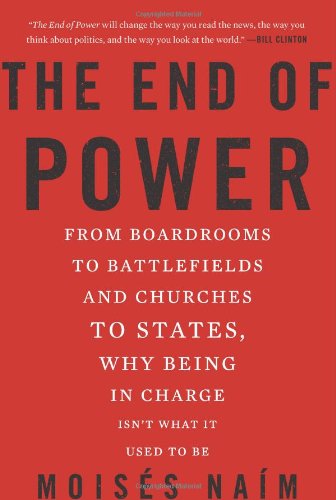 “The End of Power will change the way you read the news, the way you
think about politics, and the way you look at the world.” —BILL CLINTON
THE END OF
POWER
FROM BOARDROOMS
TO BATTLEFIELDS
AND CHURCHES
TO STATES,
WHY BEING
IN CHARGE
ISN’T WHAT IT
USED TO BE
MOISÉS NAÍM